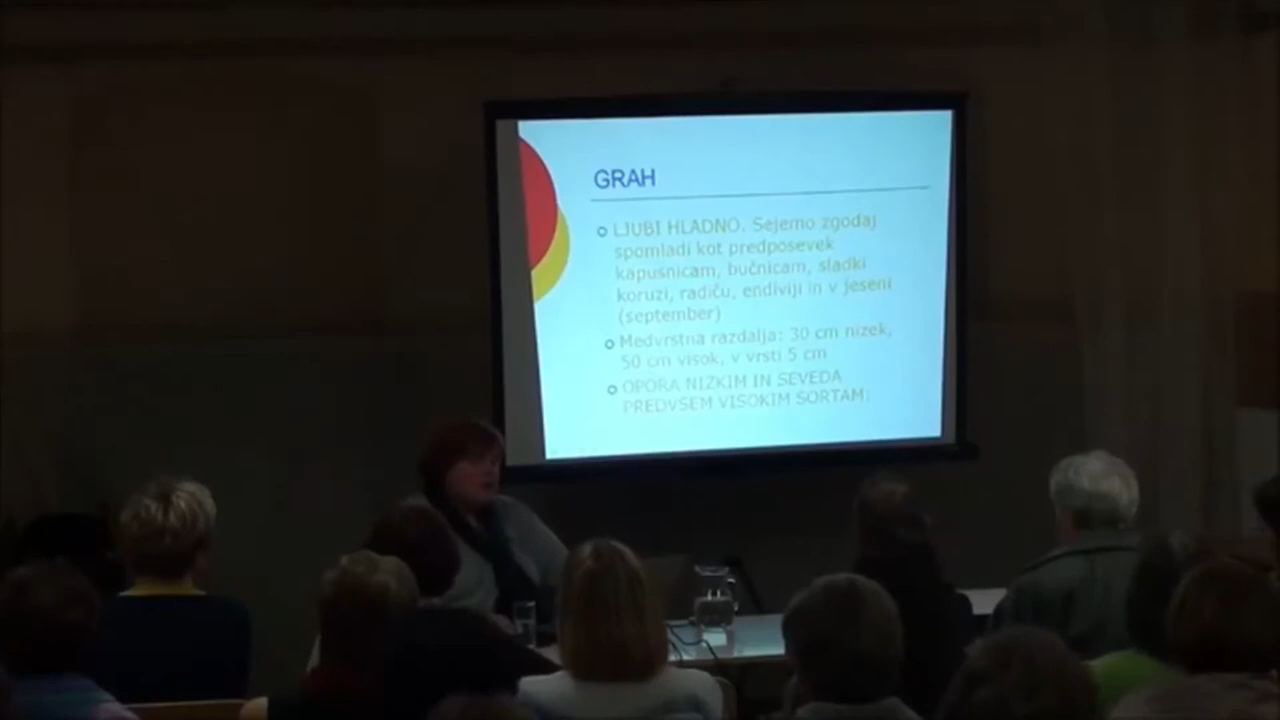 GRAH
LJUBI HLADNO. Sejemo zgodaj
spomladi kot predposevek
kapusnicam, bučnicam, sladki
koruzi, radiču, endiviji in v jeseni
(september)
Medvrstna razdalja: 30 cm nizek,
50 cm visok, v vrsti 5 cm
OPORA NIZKIM IN SEVEDA
PREDVSEM VISOKIM SORTAM.